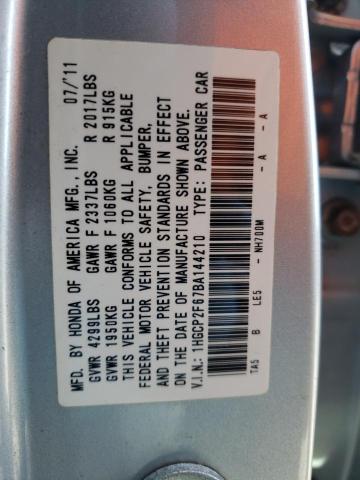 MFD. BY HONDA OF AMERICA MFG., INC. 07/'11
GVWR 4299LBS GAWR F 2337LBS R 2017LBS
GVWR 1950KG GAWR F 1060KG R 915KG
THIS VEHICLE CONFORMS TO ALL APPLICABLE
FEDERAL MOTOR VEHICLE SAFETY, BUMPER,
AND THEFT PREVENTION STANDARDS IN EFFECT
ON THE DATE OF MANUFACTURE SHOWN ABOVE.
V.I.N.: 1HGCP2F67BA144210 TYPE: PASSENGER CAR
TA5 B LE5 - NH700M - A - A